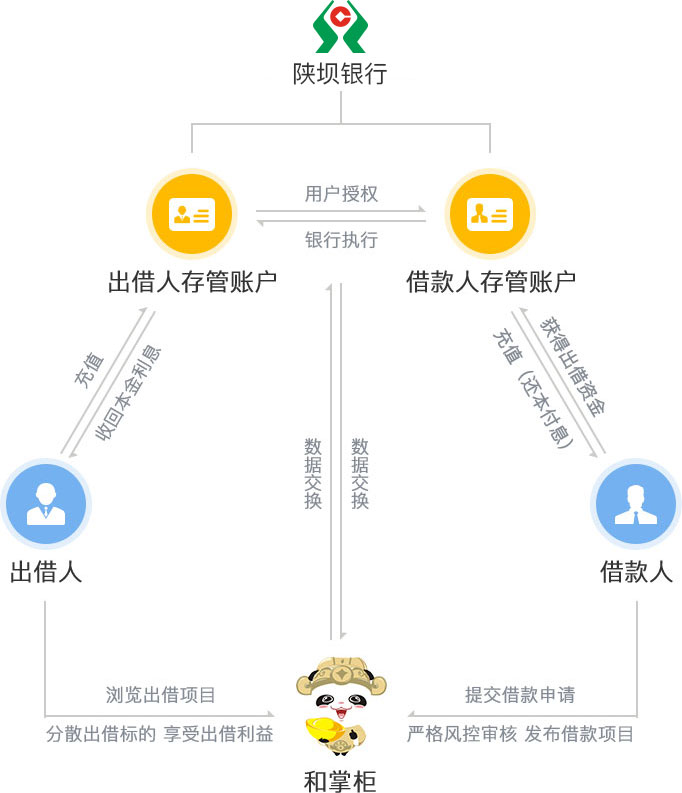 陕坝银行
用户授权
银行执行
出借人存管账户
借款人存管账户
充值
收回本金利息
获得出借资金
充值（还本付息）
数据交换
数据交换
出借人
借款人
浏览出借项目
分散出借标的 享受出借利益
提交借款申请
严格风控审核 发布借款项目
和掌柜